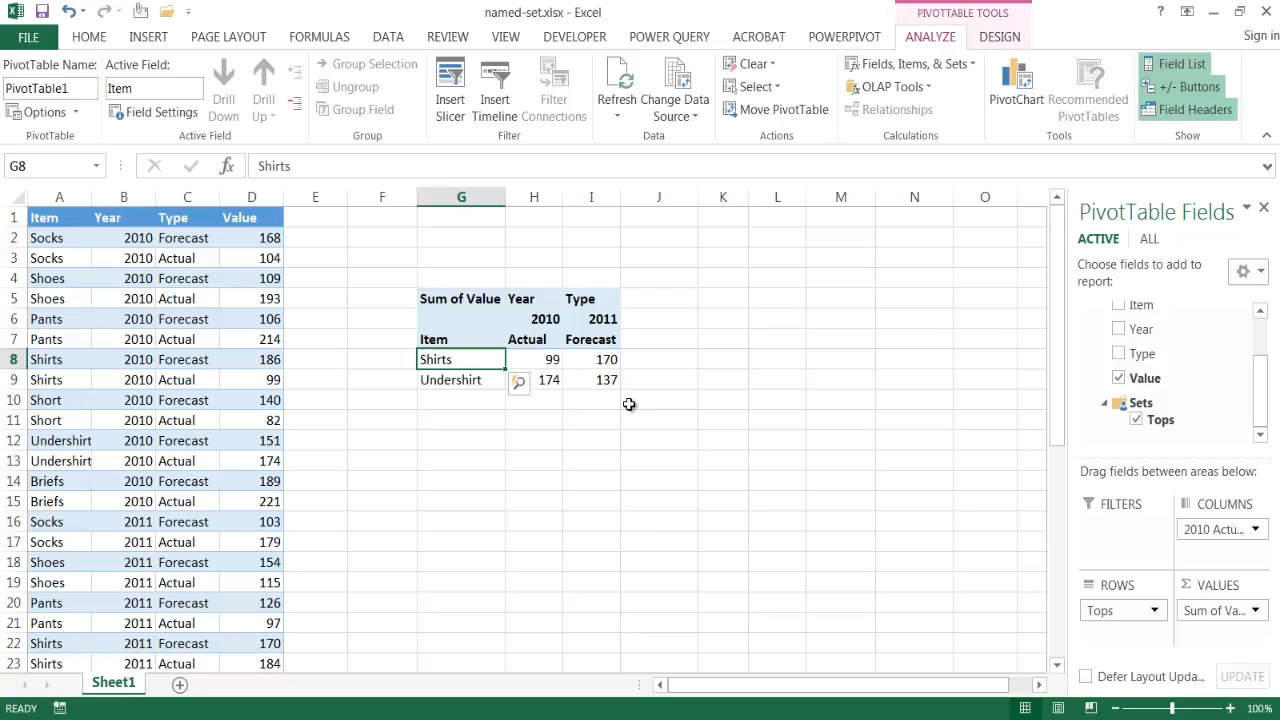 named-set.xlsx - Excel
PIVOTTABLE TOOLS
?
Sign in
FILE HOME INSERT PAGE LAYOUT FORMULAS DATA REVIEW VIEW DEVELOPER POWER QUERY ACROBAT POWERPIVOT ANALYZE DESIGN
PivotTable Name:
PivotTable1
Options
PivotTable
Active Field:
Item
Field Settings
Drill
Down
Drill
Up
Active Field
Group Selection
Ungroup
Group Field
Group
Insert
Slicer
Insert
Timeline
Filter
Connections
Filter
Refresh
Change Data
Source
Data
Clear
Select
Move PivotTable
Actions
Fields, Items, & Sets
OLAP Tools
Relationships
Calculations
PivotChart
Recommended
PivotTables
Tools
Field List
+/- Buttons
Field Headers
Show
G8 fx Shirts
A B C D E F G H I J K L M N O
1 Item Year Type Value
2 Socks 2010 Forecast 168
3 Socks 2010 Actual 104
4 Shoes 2010 Forecast 109
5 Shoes 2010 Actual 193 Sum of Value Year Type
6 Pants 2010 Forecast 106 2010 2011
7 Pants 2010 Actual 214 Item Actual Forecast
8 Shirts 2010 Forecast 186 Shirts 99 170
9 Shirts 2010 Actual 99 Undershirt 174 137
10 Short 2010 Forecast 140
11 Short 2010 Actual 82
12 Undershirt 2010 Forecast 151
13 Undershirt 2010 Actual 174
14 Briefs 2010 Forecast 189
15 Briefs 2010 Actual 221
16 Socks 2011 Forecast 103
17 Socks 2011 Actual 179
18 Shoes 2011 Forecast 154
19 Shoes 2011 Actual 115
20 Pants 2011 Forecast 126
21 Pants 2011 Actual 97
22 Shirts 2011 Forecast 170
23 Shirts 2011 Actual 184
PivotTable Fields
ACTIVE ALL
Choose fields to add to
report:
Item
Year
Type
Value
Sets
Tops
Drag fields between areas below:
FILTERS
COLUMNS
2010 Actu...
ROWS
Tops
Σ VALUES
Sum of Va...
Defer Layout Upda...
UPDATE
Sheet1
READY
100%